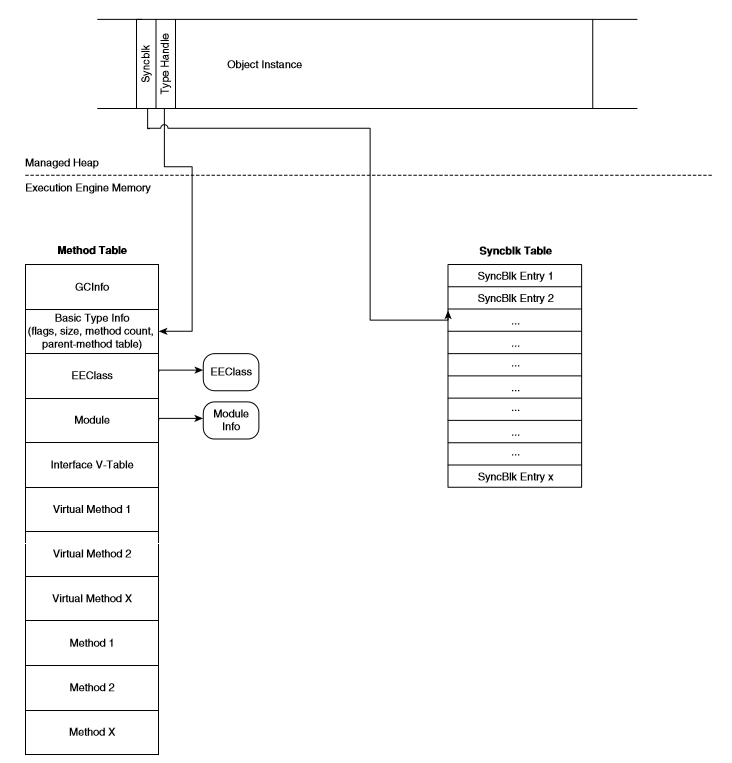 Syncblk
Type Handle
Object Instance
Managed Heap
Execution Engine Memory
Method Table
GCInfo
Basic Type Info
(flags, size, method count,
parent-method table)
EEClass
EEClass
Module
Module
Info
Interface V-Table
Virtual Method 1
Virtual Method 2
Virtual Method X
Method 1
Method 2
Method X
Syncblk Table
SyncBlk Entry 1
SyncBlk Entry 2
...
...
...
...
...
...
...
SyncBlk Entry x